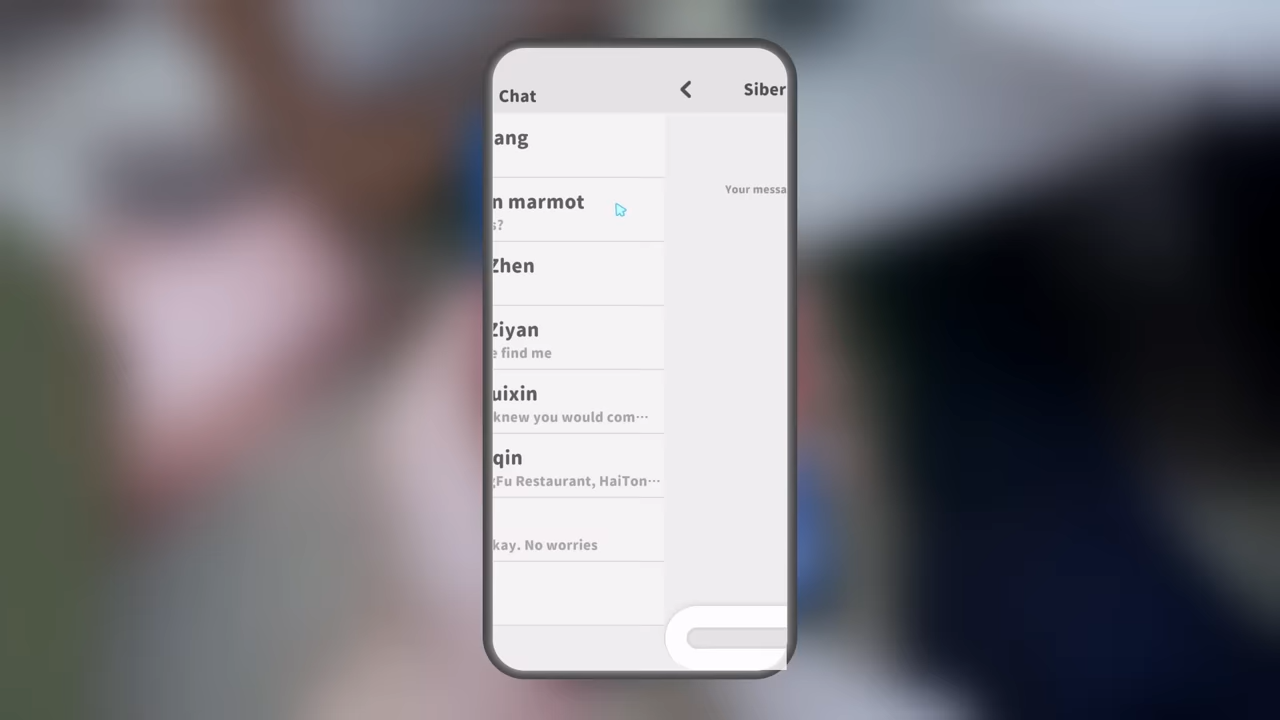 Chat
Siber
ang
Your messa
n marmot
s?
Zhen
Ziyan
e find me
uixin
knew you would com···
qin
gFu Restaurant, HaiTon···
kay. No worries